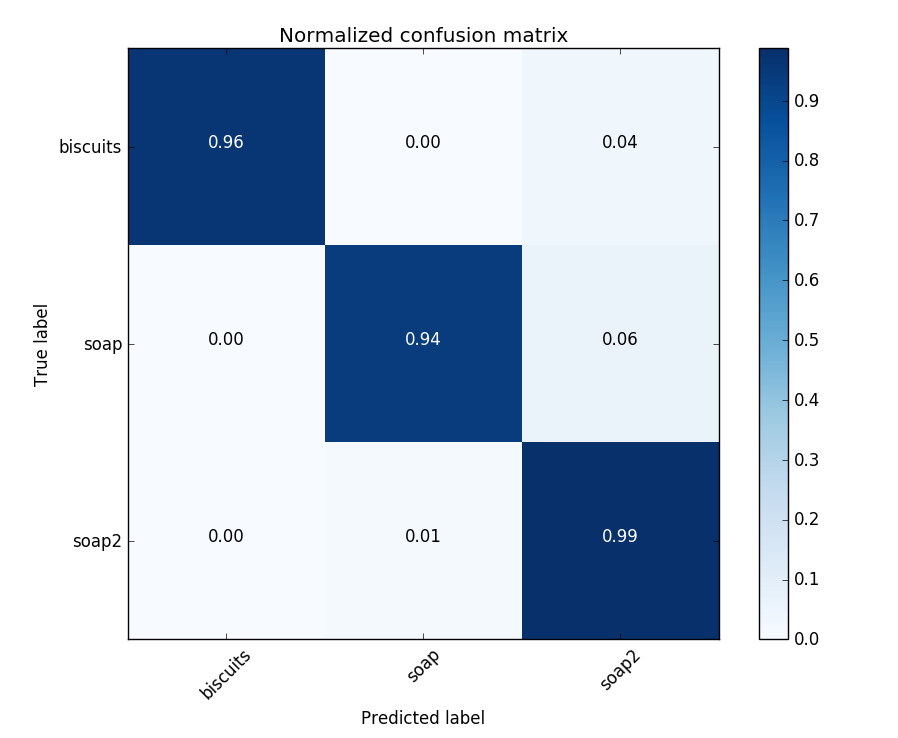 Normalized confusion matrix
True label
biscuits 0.96 0.00 0.04
soap 0.00 0.94 0.06
soap2 0.00 0.01 0.99
biscuits soap soap2
Predicted label
0.9
0.8
0.7
0.6
0.5
0.4
0.3
0.2
0.1
0.0